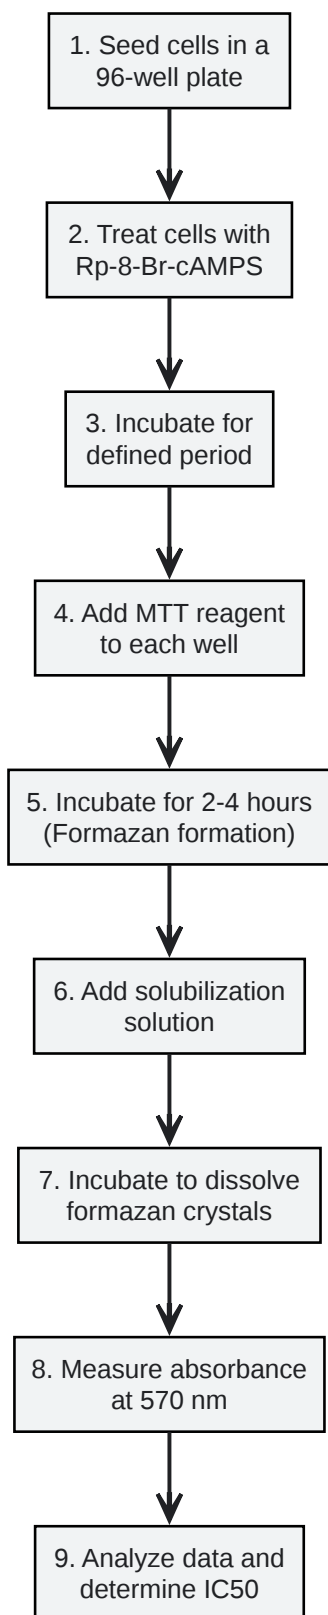 1. Seed cells in a
96-well plate
2. Treat cells with
Rp-8-Br-cAMPS
3. Incubate for
defined period
4. Add MTT reagent
to each well
5. Incubate for 2-4 hours
(Formazan formation)
6. Add solubilization
solution
7. Incubate to dissolve
formazan crystals
8. Measure absorbance
at 570 nm
9. Analyze data and
determine IC50